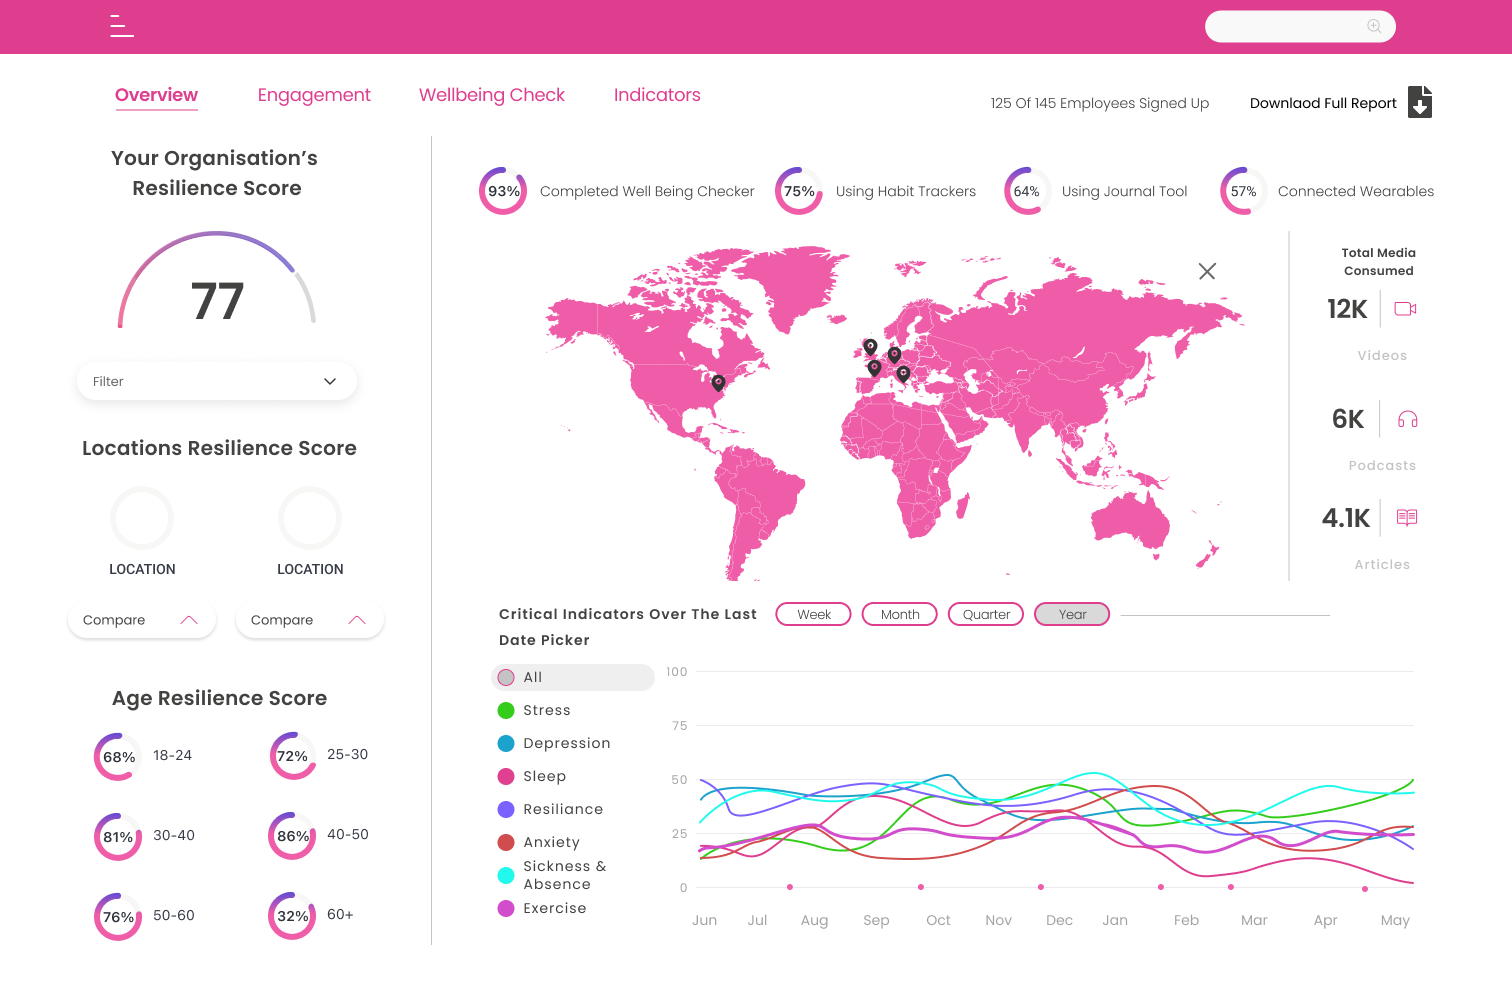 Overview
Engagement
Wellbeing Check
Indicators
125 Of 145 Employees Signed Up
Downlaod Full Report
Your Organisation’s
Resilience Score
77
Filter
Locations Resilience Score
LOCATION
LOCATION
Compare
Compare
Age Resilience Score
68%
18-24
72%
25-30
81%
30-40
86%
40-50
76%
50-60
32%
60+
93%
Completed Well Being Checker
75%
Using Habit Trackers
64%
Using Journal Tool
57%
Connected Wearables
Total Media
Consumed
12K
Videos
6K
Podcasts
4.1K
Articles
Critical Indicators Over The Last
Week
Month
Quarter
Year
Date Picker
All
Stress
Depression
Sleep
Resiliance
Anxiety
Sickness &
Absence
Exercise
100
75
50
25
0
Jun
Jul
Aug
Sep
Oct
Nov
Dec
Jan
Feb
Mar
Apr
May